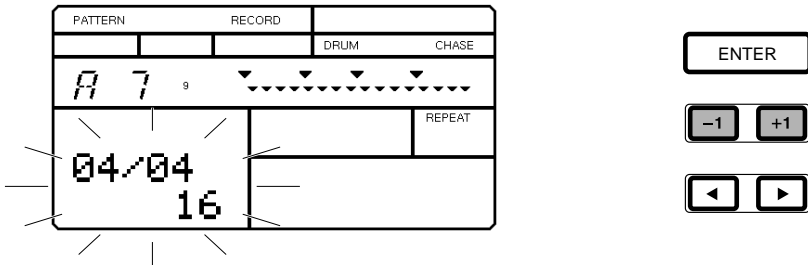 PATTERN RECORD
DRUM CHASE
A 7 9
REPEAT
04/04
16
ENTER
−1 +1